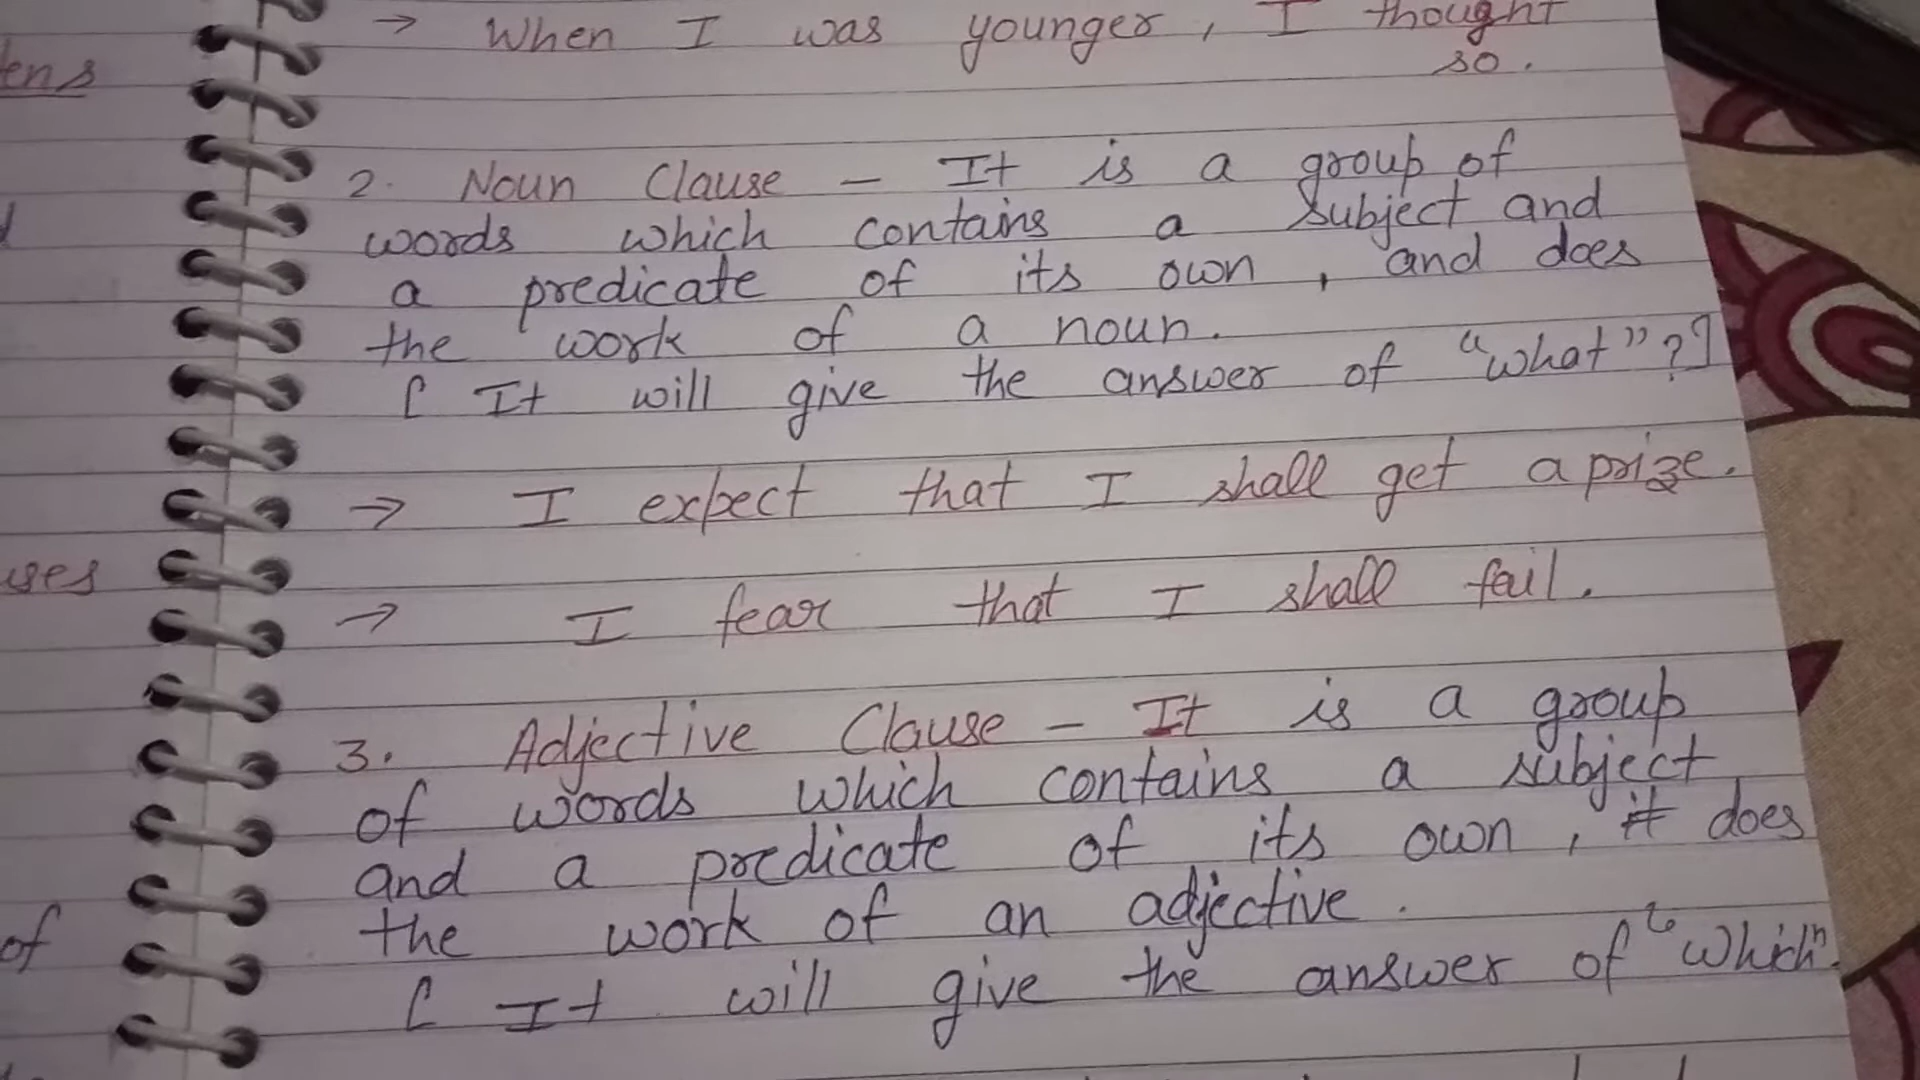 → When I was younger, I thought
so.
ens
2. Noun Clause - It is a group of
words which contains a subject and
a predicate of its own, and does
the work of a noun.
[ It will give the answer of "what"?]
→ I expect that I shall get a prize.
→ I fear that I shall fail.
3. Adjective Clause - It is a group
of words which contains a subject
and a predicate of its own, it does
the work of an adjective.
of
[ It will give the answer of "which".